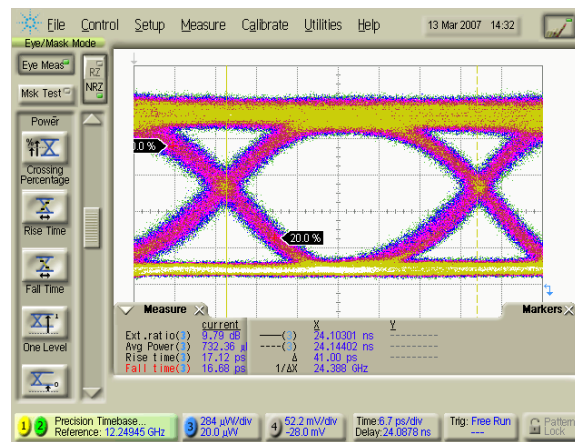 File Control Setup Measure Calibrate Utilities Help 13 Mar 2007 14:32
Eye/Mask Mode
Eye Meas
RZ
NRZ
Msk Test
Power
Crossing
Percentage
Rise Time
Fall Time
One Level
0.0 %
20.0 %
Measure
Markers
current X Y
Ext.ratio(3) 9.79 dB ——(3) 24.10301 ns ---------
Avg Power(3) 732.36 µ ----(3) 24.14402 ns ---------
Rise time(3) 17.12 ps Δ 41.00 ps ---------
Fall time(3) 16.68 ps 1/ΔX 24.388 GHz
1 2 Precision Timebase...
Reference: 12.24945 GHz
3 284 µW/div
20.0 µW
4 52.2 mV/div
-28.0 mV
Time:6.7 ps/div
Delay:24.0878 ns
Trig: Free Run
---
Pattern
Lock